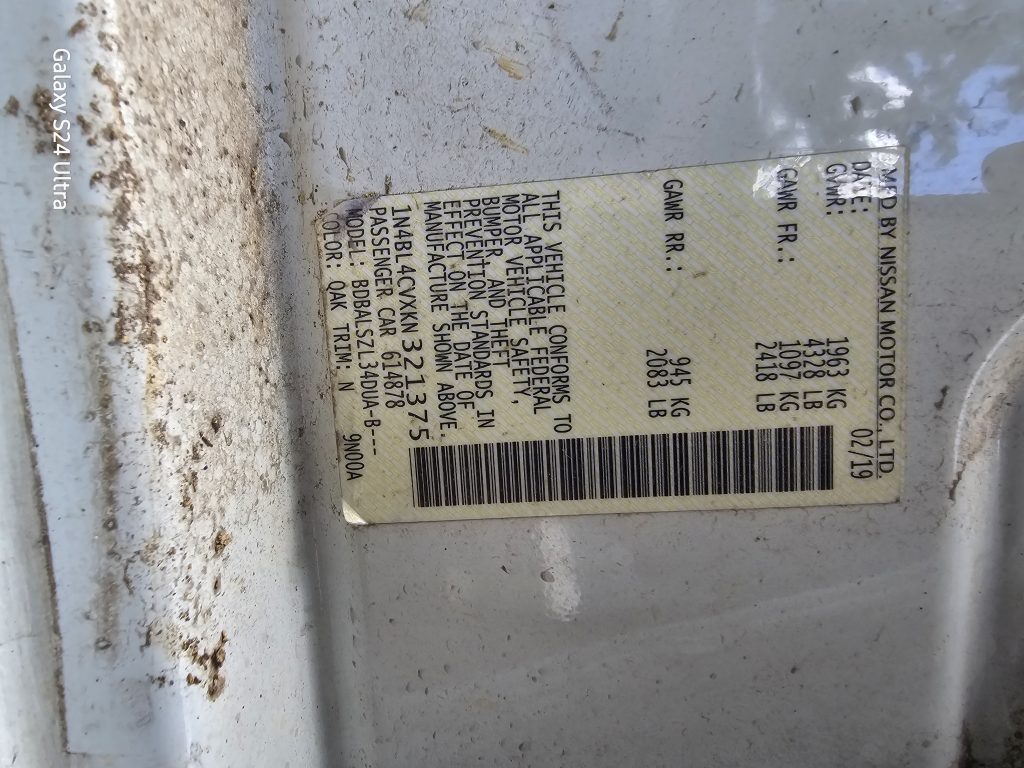 MFD BY NISSAN MOTOR CO., LTD.
DATE: 02/19
GVWR: 1963 KG
4328 LB
GAWR FR.: 1097 KG
2418 LB
GAWR RR.: 945 KG
2083 LB
THIS VEHICLE CONFORMS TO
ALL APPLICABLE FEDERAL
MOTOR VEHICLE SAFETY,
BUMPER, AND THEFT
PREVENTION STANDARDS IN
EFFECT ON THE DATE OF
MANUFACTURE SHOWN ABOVE.
1N4BL4CVXKN321375
PASSENGER CAR 614878
MODEL: BDBALSZL34DUA-B---
COLOR: QAK TRIM: N 9N00A
Galaxy S24 Ultra